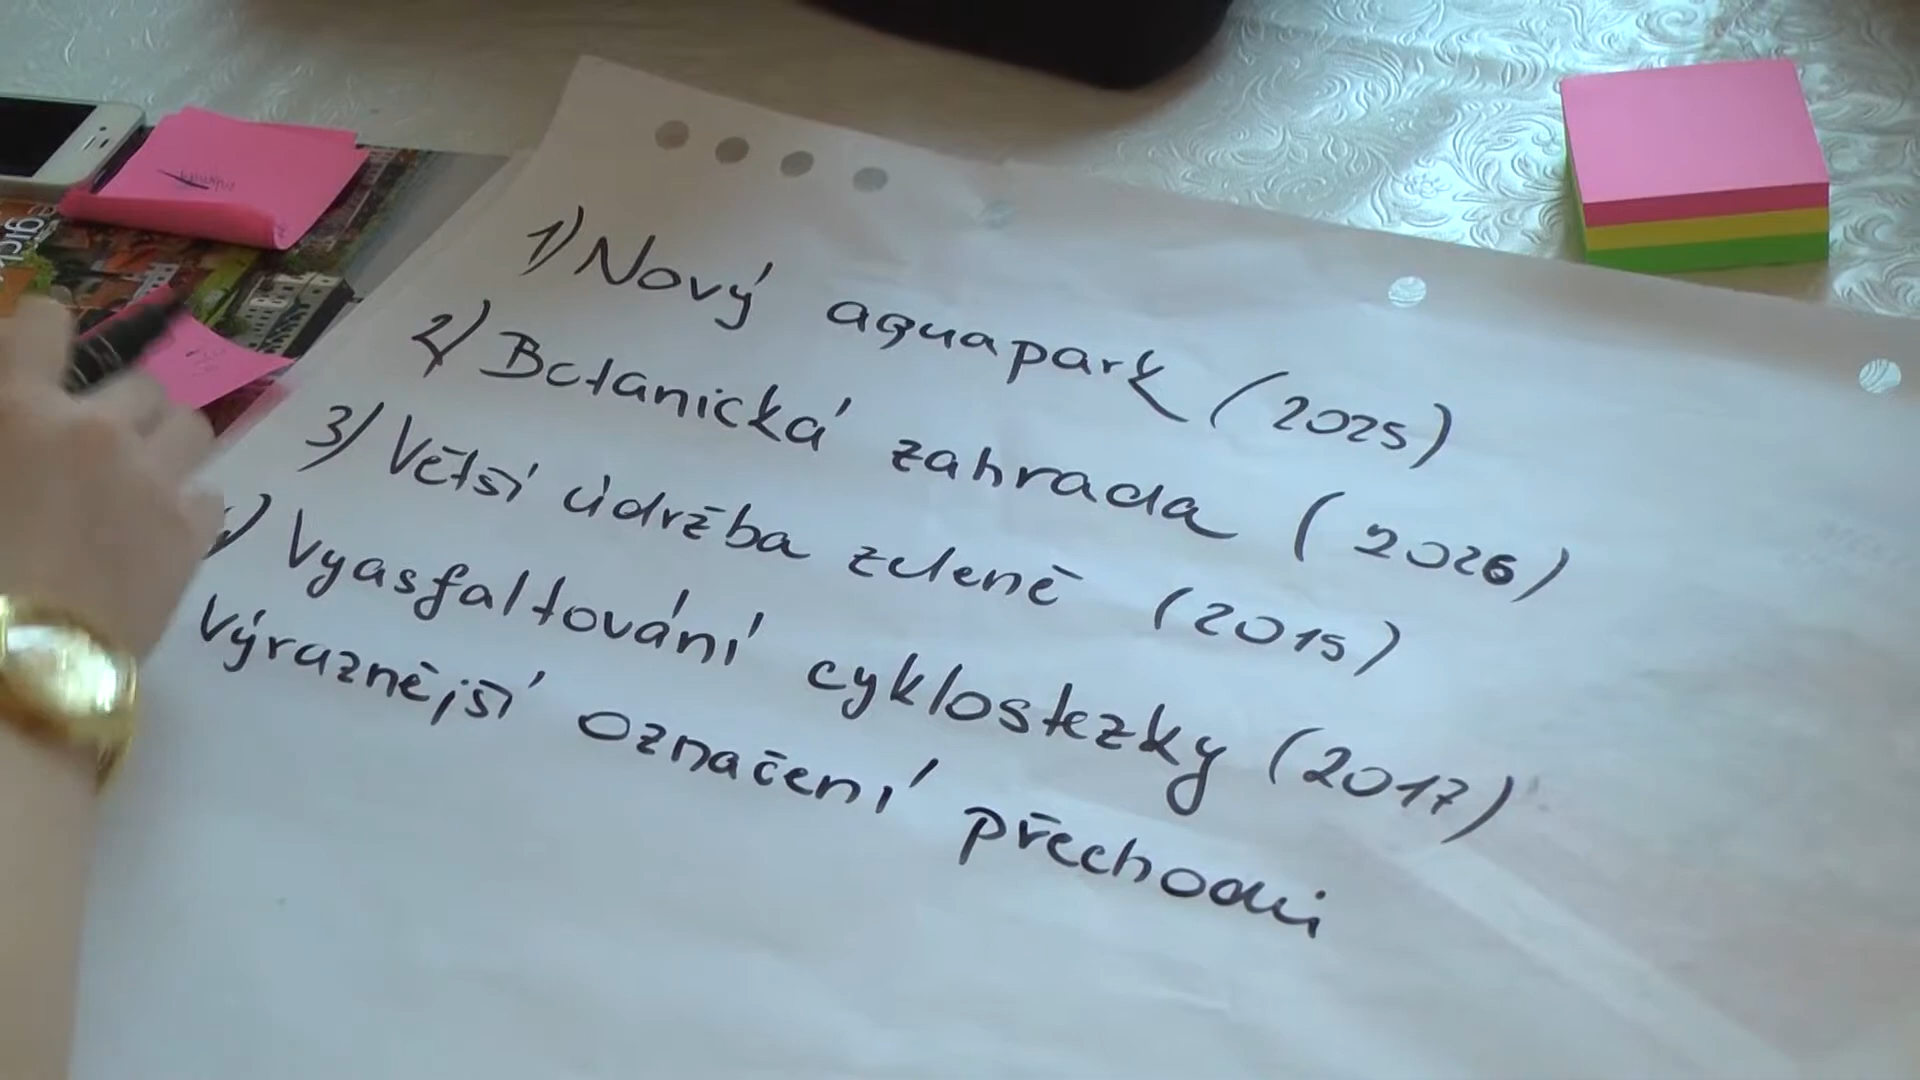 1) Nový aquapark (2025)
2) Botanická zahrada (2026)
3) Větší údržba zeleně (2015)
) Vyasfaltování cyklostezky (2017)
Výraznější označení přechodů